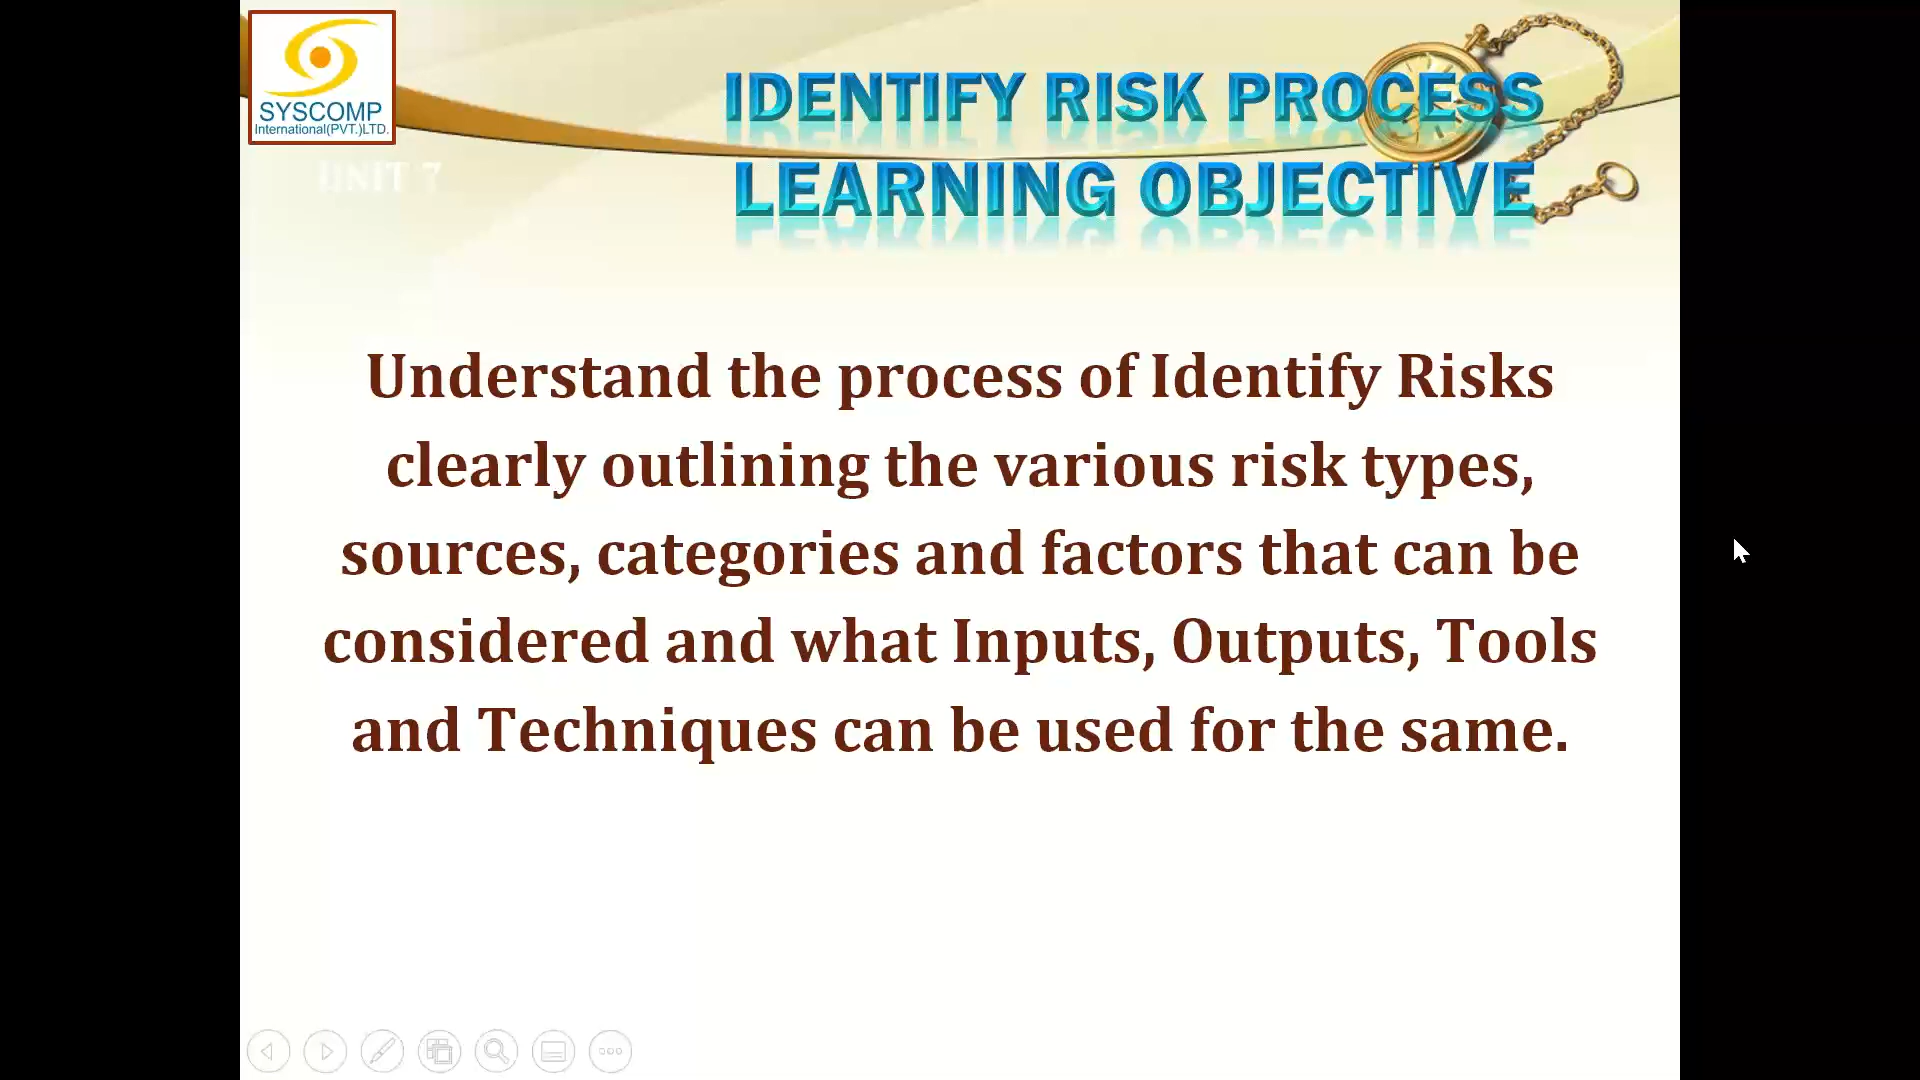 SYSCOMP
International(PVT.)LTD.
UNIT 7
IDENTIFY RISK PROCESS
LEARNING OBJECTIVE
Understand the process of Identify Risks
clearly outlining the various risk types,
sources, categories and factors that can be
considered and what Inputs, Outputs, Tools
and Techniques can be used for the same.